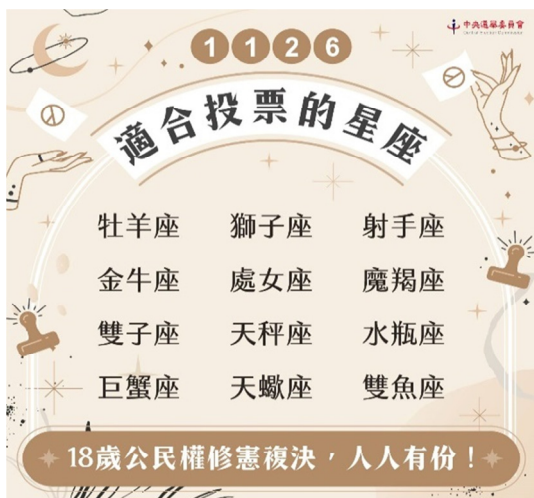 中央選舉委員會
Central Election Commission
1126
適合投票的星座
牡羊座 獅子座 射手座
金牛座 處女座 魔羯座
雙子座 天秤座 水瓶座
巨蟹座 天蠍座 雙魚座
18歲公民權修憲複決，人人有份！